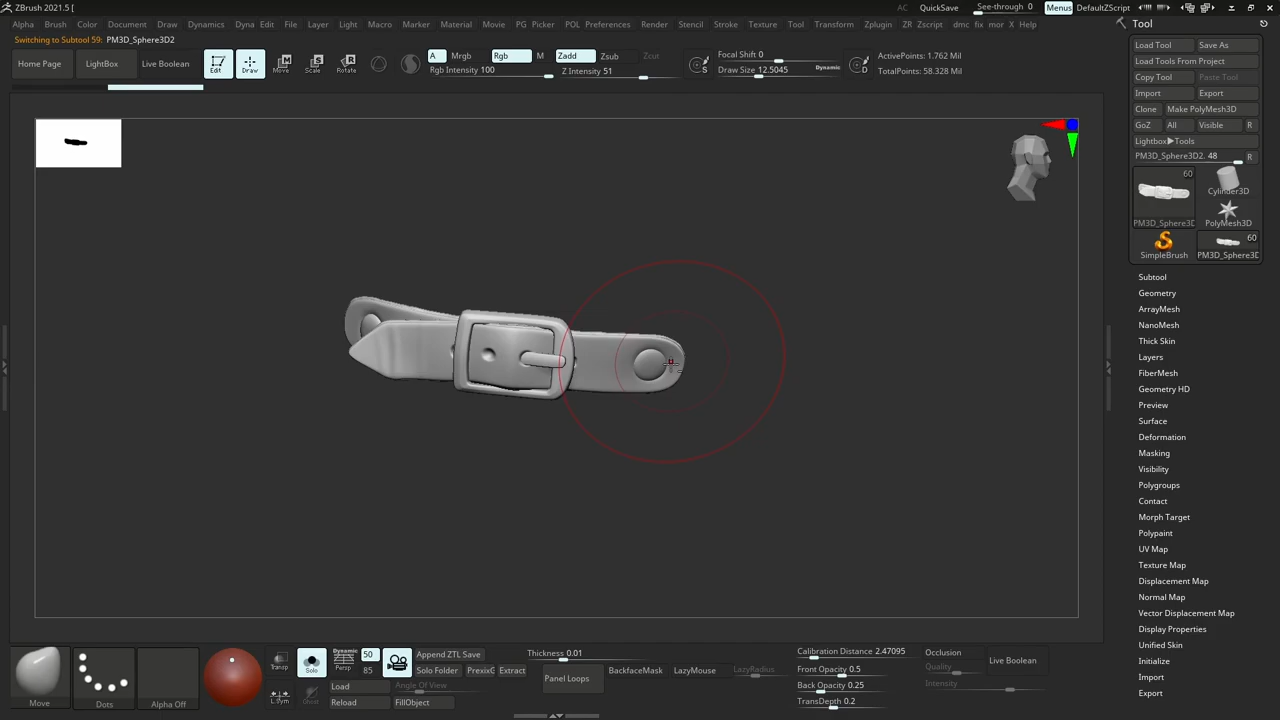 ZBrush 2021.5 [
AC QuickSave See-through 0 Menus DefaultZScript
Alpha Brush Color Document Draw Dynamics Dyna Edit File Layer Light Macro Marker Material Movie PG Picker POL Preferences Render Stencil Stroke Texture Tool Transform Zplugin ZR Zscript dmc fix mor X Help
Switching to Subtool 59: PM3D_Sphere3D2
Home Page LightBox Live Boolean Edit Draw Move Scale Rotate
A Mrgb Rgb M Zadd Zsub Zcut
Rgb Intensity 100 Z Intensity 51
Focal Shift 0
Draw Size 12.5045 Dynamic
S D
ActivePoints: 1.762 Mil
TotalPoints: 58.328 Mil
Tool
Load Tool Save As
Load Tools From Project
Copy Tool Paste Tool
Import Export
Clone Make PolyMesh3D
GoZ All Visible R
Lightbox▶Tools
PM3D_Sphere3D2. 48 R
60
Cylinder3D
PM3D_Sphere3D PolyMesh3D
60
SimpleBrush PM3D_Sphere3D
Subtool
Geometry
ArrayMesh
NanoMesh
Thick Skin
Layers
FiberMesh
Geometry HD
Preview
Surface
Deformation
Masking
Visibility
Polygroups
Contact
Morph Target
Polypaint
UV Map
Texture Map
Displacement Map
Normal Map
Vector Displacement Map
Display Properties
Unified Skin
Initialize
Import
Export
Move Dots Alpha Off
Transp Solo Dynamic Persp 50 85
L.Sym Ghost
Append ZTL Save
Solo Folder PrefixG Extract
Load Angle Of View
Reload FillObject
Thickness 0.01
Panel Loops
BackfaceMask LazyMouse LazyRadius
Calibration Distance 2.47095
Front Opacity 0.5
Back Opacity 0.25
TransDepth 0.2
Occlusion
Quality
Intensity
Live Boolean